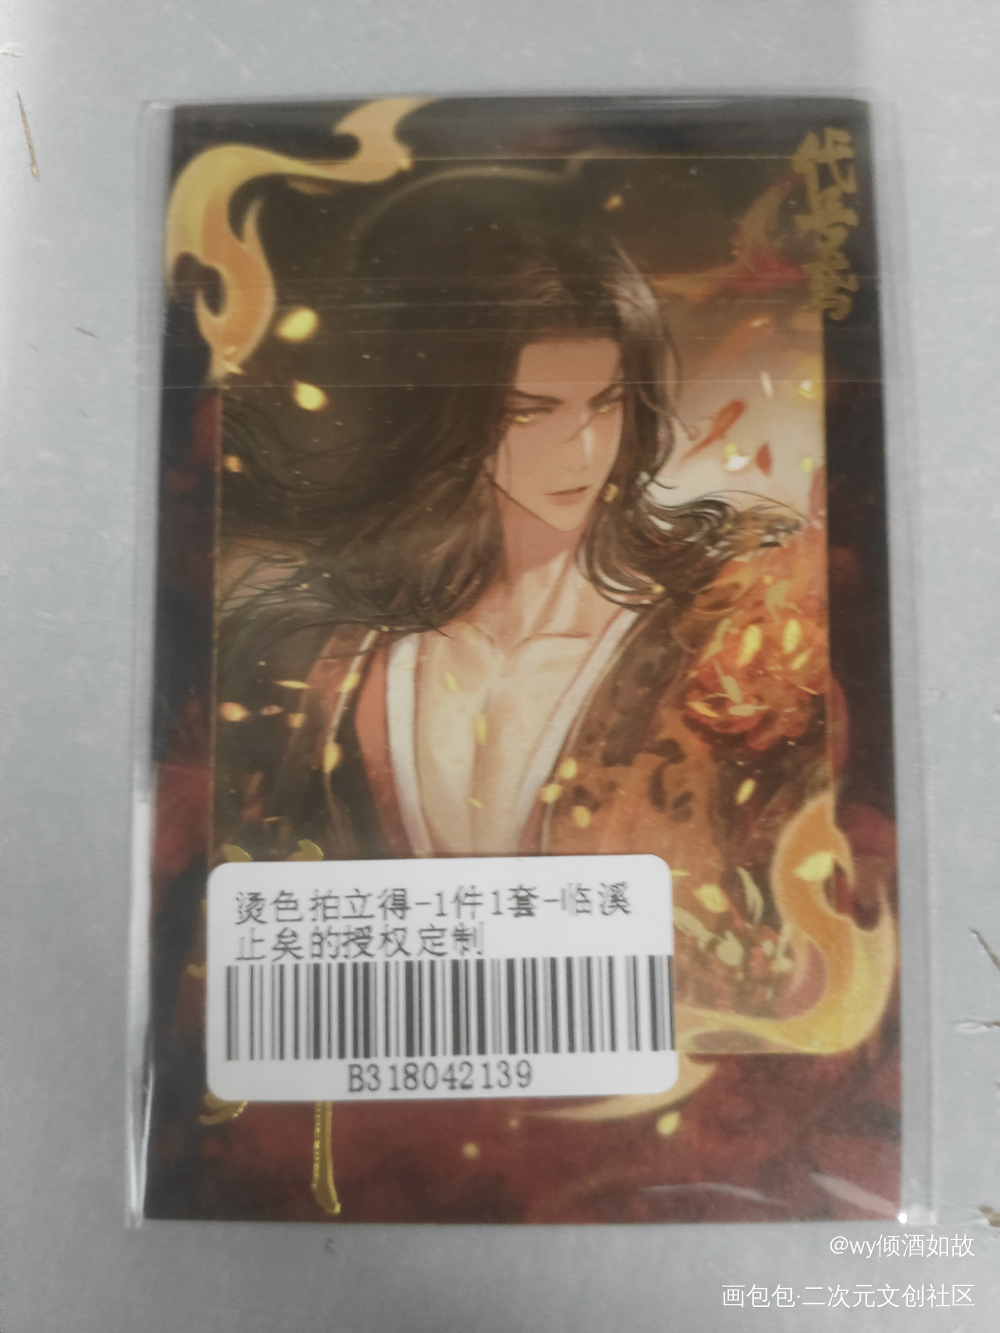 烫色拍立得-1件1套-临溪
止矣的授权定制
B318042139
@wy倾酒如故
画包包·二次元文创社区